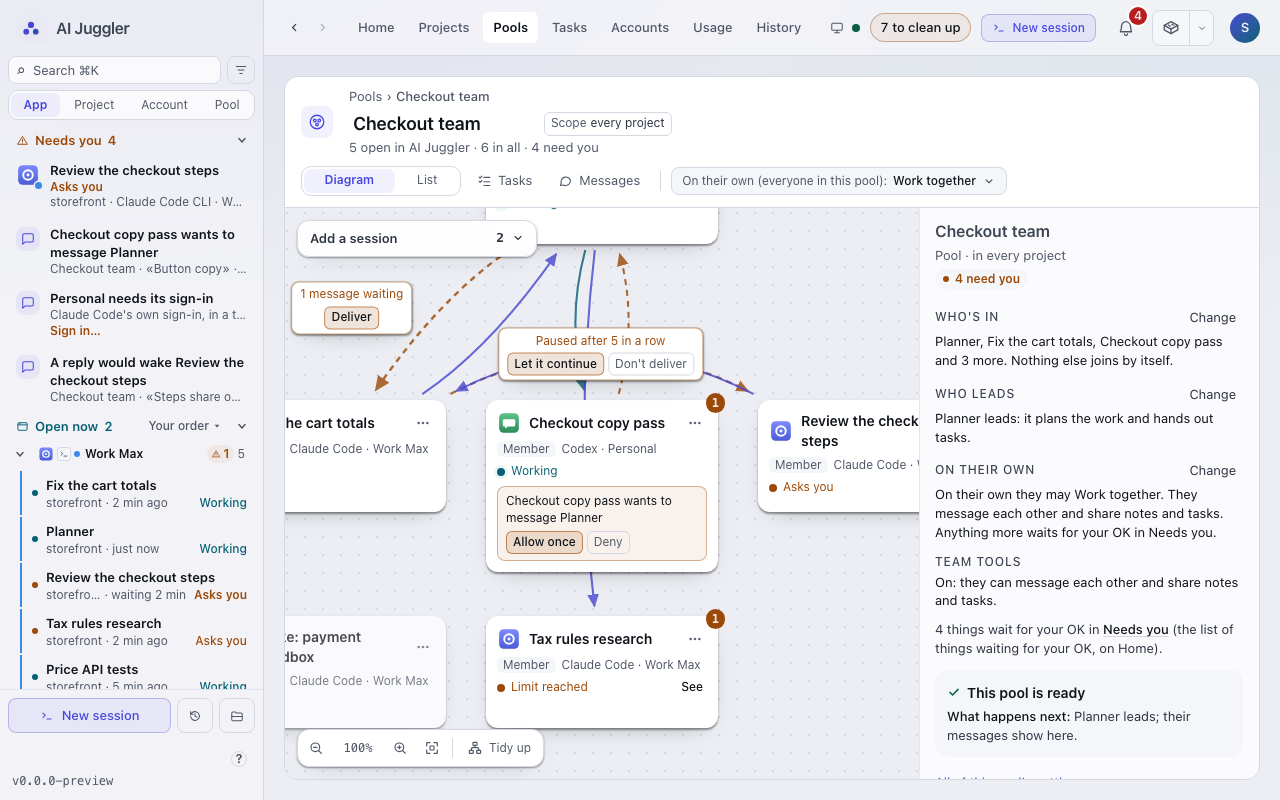 AI Juggler
Search ⌘K
App Project Account Pool
Needs you 4
Review the checkout steps
Asks you
storefront · Claude Code CLI · W…
Checkout copy pass wants to
message Planner
Checkout team · «Button copy» ·…
Personal needs its sign-in
Claude Code's own sign-in, in a t…
Sign in…
A reply would wake Review the
checkout steps
Checkout team · «Steps share o…
Open now 2
Your order
Work Max
1 5
Fix the cart totals
storefront · 2 min ago Working
Planner
storefront · just now Working
Review the checkout steps
storefro… · waiting 2 min Asks you
Tax rules research
storefront · 2 min ago Asks you
Price API tests
storefront · 5 min ago Working
New session
?
v0.0.0-preview
Home Projects Pools Tasks Accounts Usage History
7 to clean up
New session
4
S
Pools › Checkout team
Checkout team
Scope every project
5 open in AI Juggler · 6 in all · 4 need you
Diagram List Tasks Messages
On their own (everyone in this pool): Work together
Add a session 2
1 message waiting
Deliver
Paused after 5 in a row
Let it continue Don't deliver
he cart totals
Claude Code · Work Max
1
Checkout copy pass
Member Codex · Personal
Working
Checkout copy pass wants to
message Planner
Allow once Deny
Review the check
steps
Member Claude Code ·
Asks you
: payment
dbox
Claude Code · Work Max
1
Tax rules research
Member Claude Code · Work Max
Limit reached See
100% Tidy up
Checkout team
Pool · in every project
4 need you
WHO'S IN Change
Planner, Fix the cart totals, Checkout copy pass
and 3 more. Nothing else joins by itself.
WHO LEADS Change
Planner leads: it plans the work and hands out
tasks.
ON THEIR OWN Change
On their own they may Work together. They
message each other and share notes and tasks.
Anything more waits for your OK in Needs you.
TEAM TOOLS
On: they can message each other and share notes
and tasks.
4 things wait for your OK in Needs you (the list of
things waiting for your OK, on Home).
This pool is ready
What happens next: Planner leads; their
messages show here.